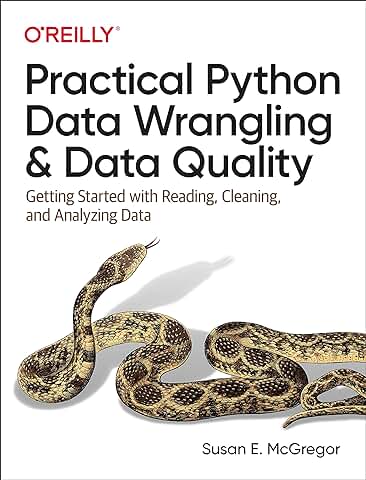 O'REILLY®
Practical Python
Data Wrangling
& Data Quality
Getting Started with Reading, Cleaning,
and Analyzing Data
Susan E. McGregor